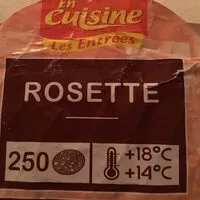 En
Cuisine
Les Entrées
ROSETTE
250
+18°C
+14°C